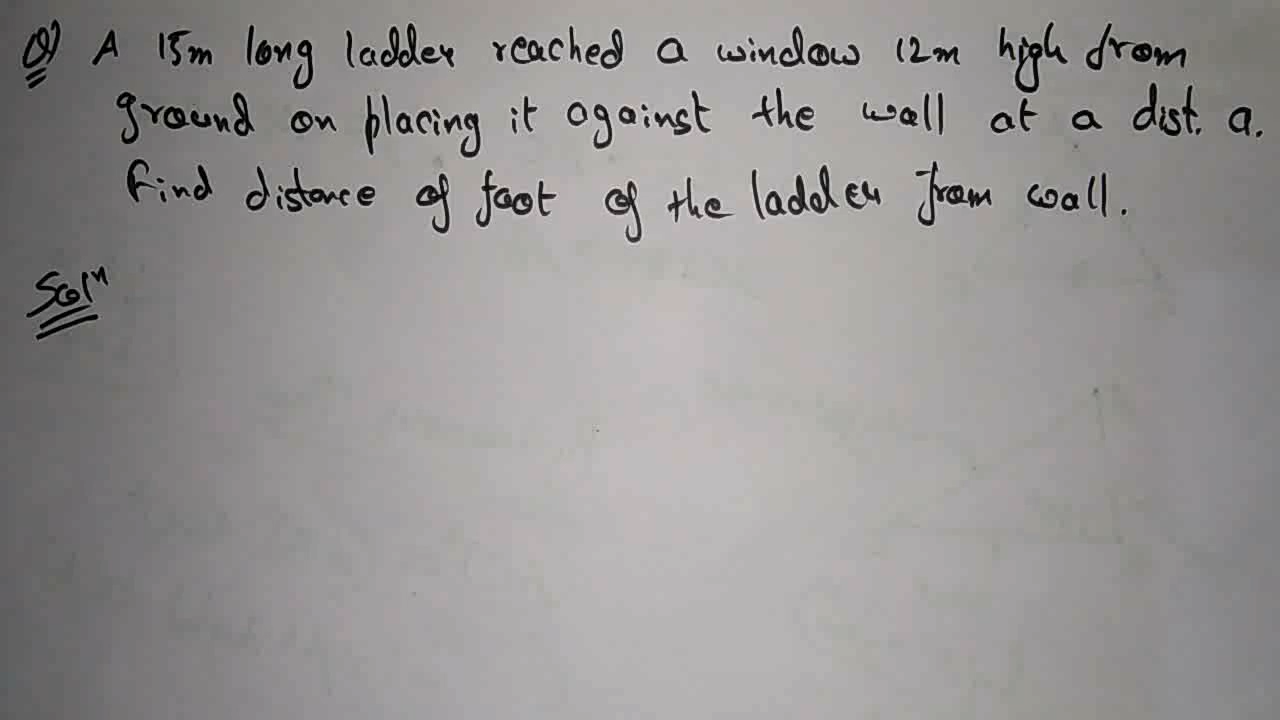 Q) A 15m long ladder reached a window 12m high from
ground on placing it against the wall at a dist. a.
Find distance of foot of the ladder from wall.
Solⁿ